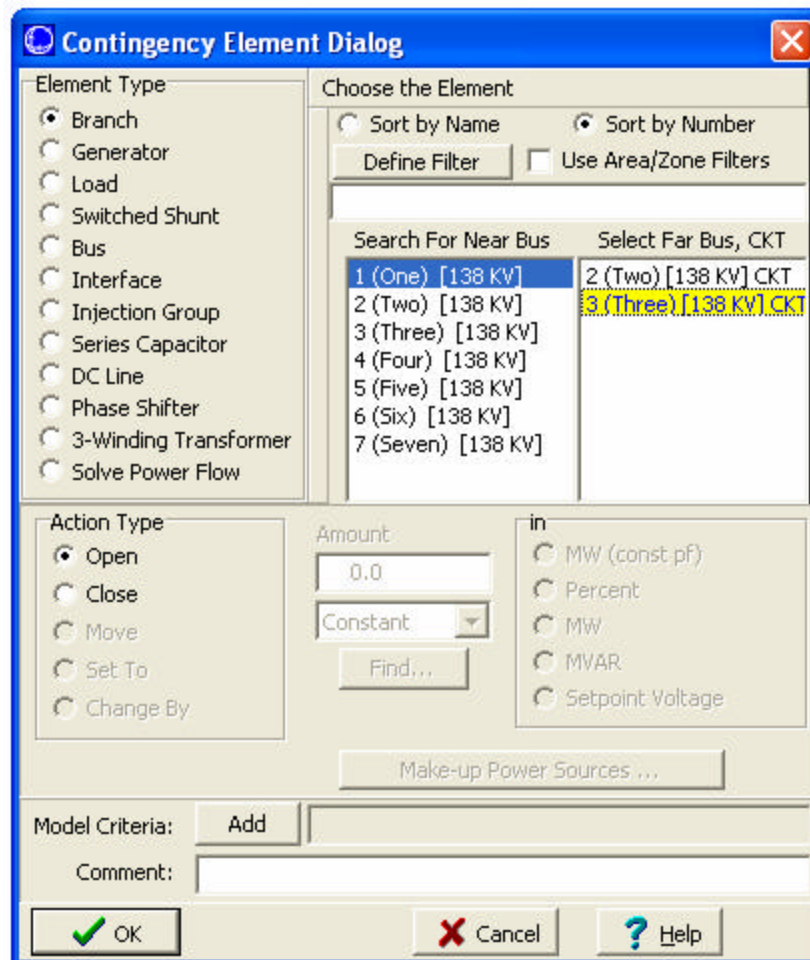 Contingency Element Dialog
Element Type
Branch
Generator
Load
Switched Shunt
Bus
Interface
Injection Group
Series Capacitor
DC Line
Phase Shifter
3-Winding Transformer
Solve Power Flow
Choose the Element
Sort by Name Sort by Number
Define Filter Use Area/Zone Filters
Search For Near Bus
1 (One) [138 KV]
2 (Two) [138 KV]
3 (Three) [138 KV]
4 (Four) [138 KV]
5 (Five) [138 KV]
6 (Six) [138 KV]
7 (Seven) [138 KV]
Select Far Bus, CKT
2 (Two) [138 KV] CKT
3 (Three) [138 KV] CKT
Action Type
Open
Close
Move
Set To
Change By
Amount
0.0
Constant
Find...
in
MW (const pf)
Percent
MW
MVAR
Setpoint Voltage
Make-up Power Sources ...
Model Criteria: Add
Comment:
OK Cancel Help